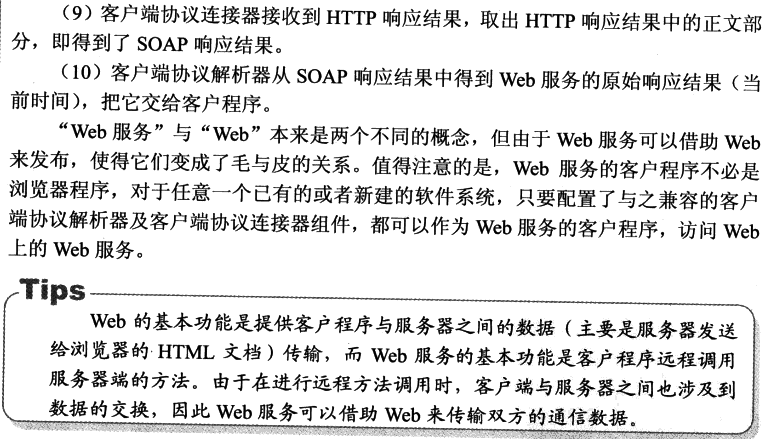 （9）客户端协议连接器接收到 HTTP 响应结果，取出 HTTP 响应结果中的正文部
分，即得到了 SOAP 响应结果。
（10）客户端协议解析器从 SOAP 响应结果中得到 Web 服务的原始响应结果（当
前时间），把它交给客户程序。
“Web 服务”与“Web”本来是两个不同的概念，但由于 Web 服务可以借助 Web
来发布，使得它们变成了毛与皮的关系。值得注意的是，Web 服务的客户程序不必是
浏览器程序，对于任意一个已有的或者新建的软件系统，只要配置了与之兼容的客户
端协议解析器及客户端协议连接器组件，都可以作为 Web 服务的客户程序，访问 Web
上的 Web 服务。
Tips
Web 的基本功能是提供客户程序与服务器之间的数据（主要是服务器发送
给浏览器的 HTML 文档）传输，而 Web 服务的基本功能是客户程序远程调用
服务器端的方法。由于在进行远程方法调用时，客户端与服务器之间也涉及到
数据的交换，因此 Web 服务可以借助 Web 来传输双方的通信数据。